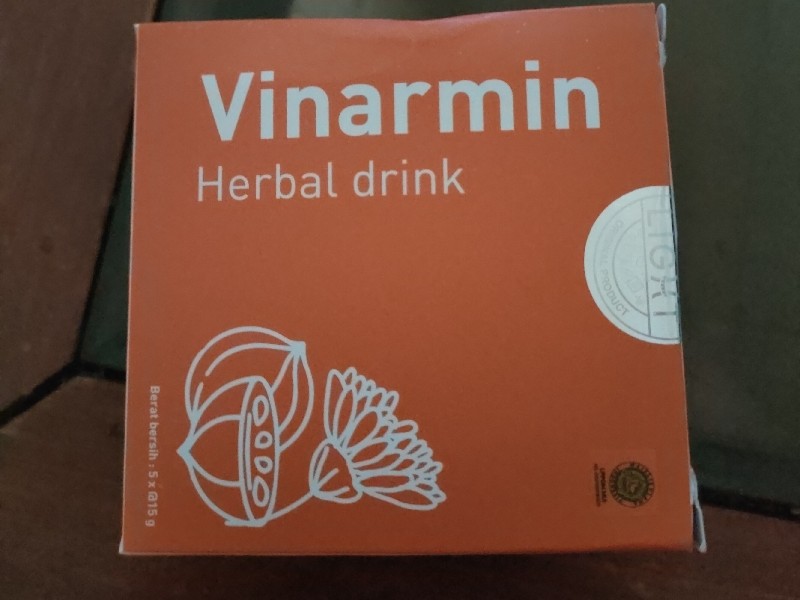 Vinarmin
Herbal drink
LIGHT
ORIGINAL PRODUCT
Berat bersih : 5 x @15 g